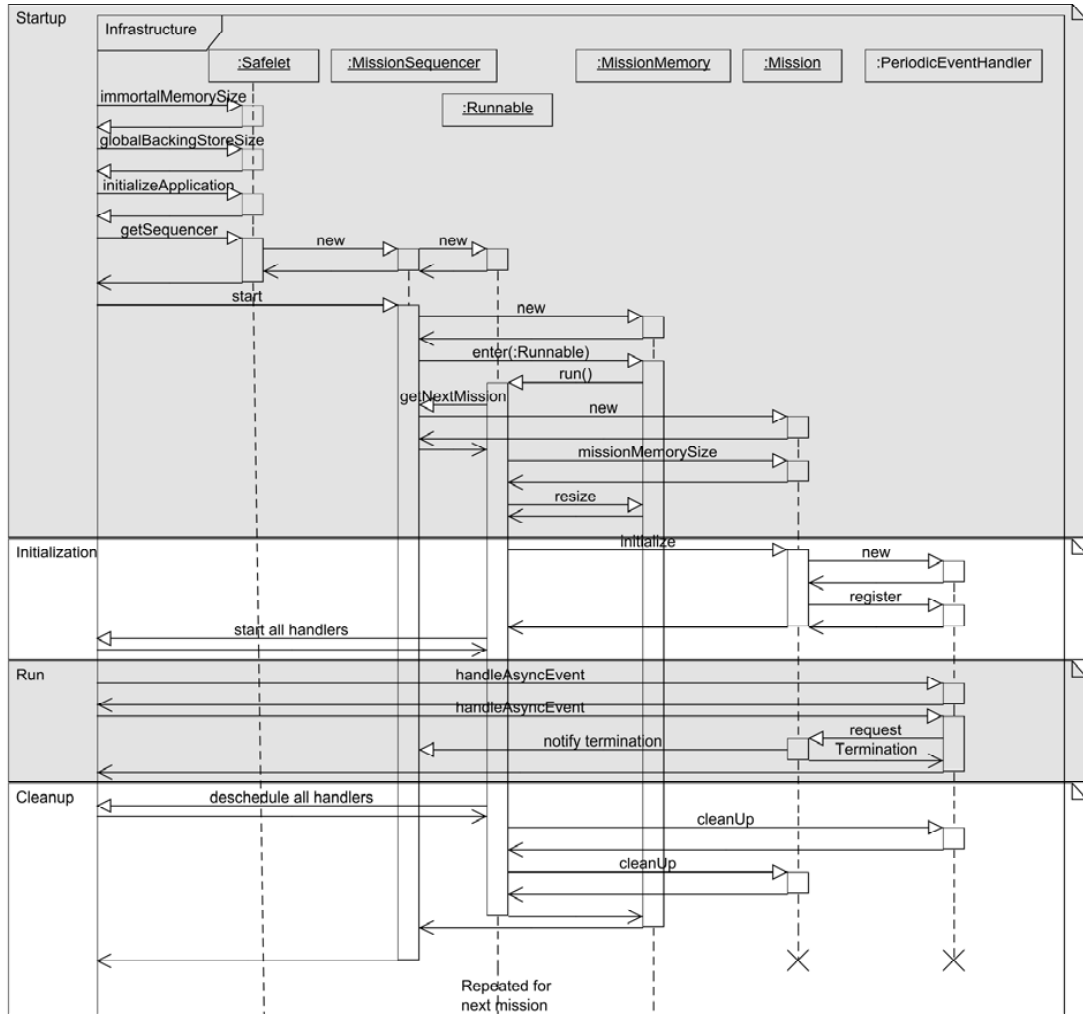 Startup
Infrastructure
:Safelet
:MissionSequencer
:MissionMemory
:Mission
:PeriodicEventHandler
:Runnable
immortalMemorySize
globalBackingStoreSize
initializeApplication
getSequencer
new
new
start
new
enter(:Runnable)
run()
getNextMission
new
missionMemorySize
resize
Initialization
initialize
new
register
start all handlers
Run
handleAsyncEvent
handleAsyncEvent
request
notify termination
Termination
Cleanup
deschedule all handlers
cleanUp
cleanUp
Repeated for
next mission